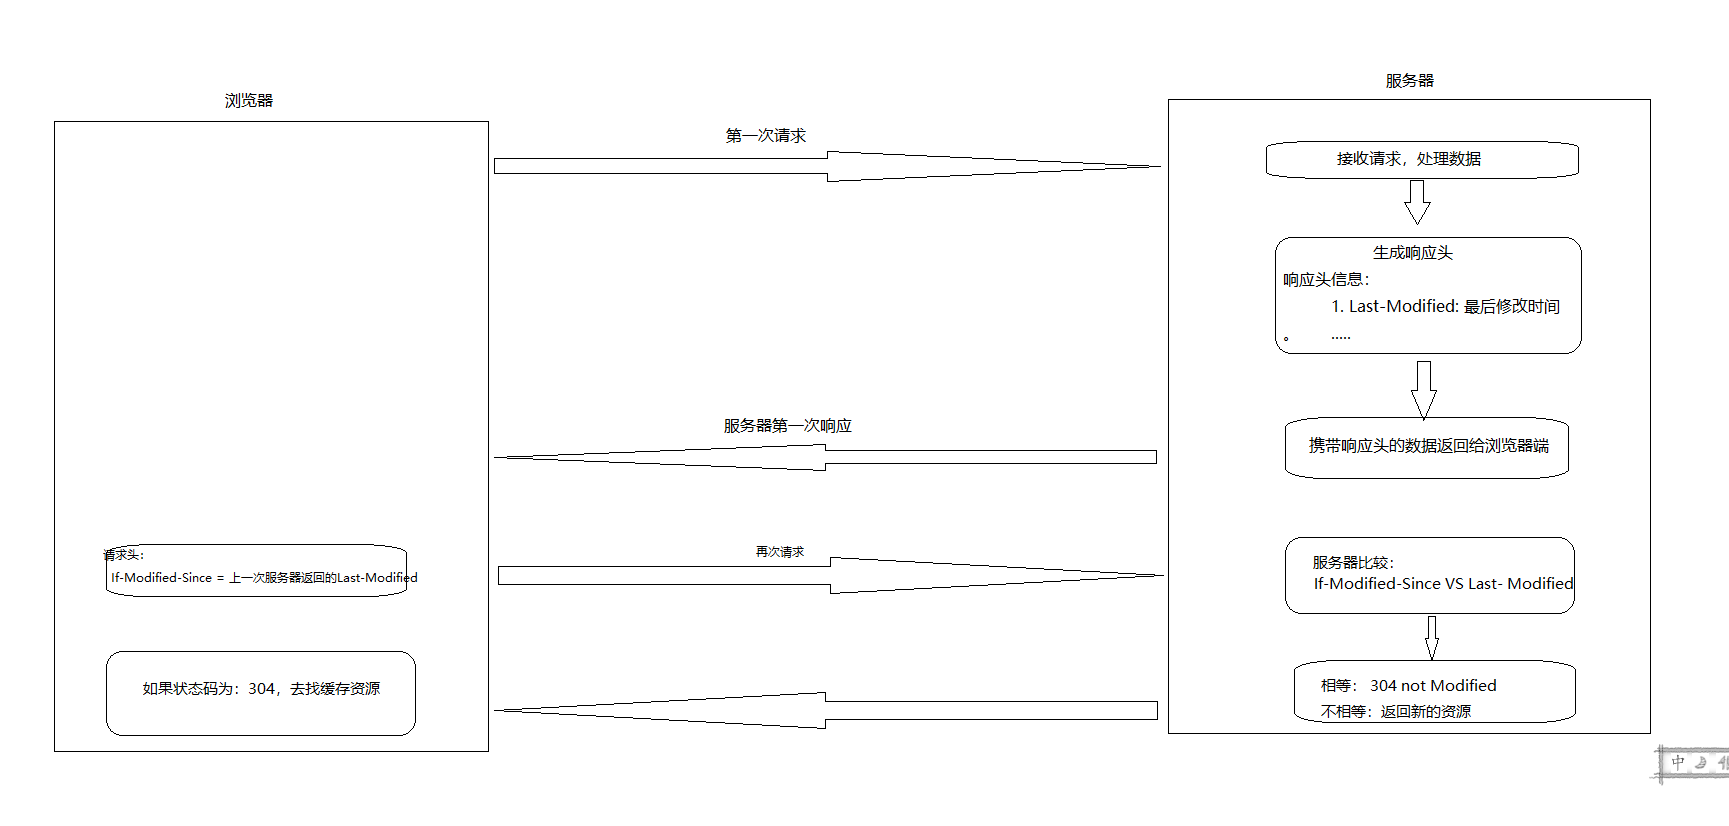 浏览器
服务器
第一次请求
接收请求，处理数据
生成响应头
响应头信息：
1. Last-Modified: 最后修改时间
。 .....
服务器第一次响应
携带响应头的数据返回给浏览器端
请求头：
If-Modified-Since = 上一次服务器返回的Last-Modified
再次请求
服务器比较：
If-Modified-Since VS Last- Modified
如果状态码为：304，去找缓存资源
相等： 304 not Modified
不相等：返回新的资源
中